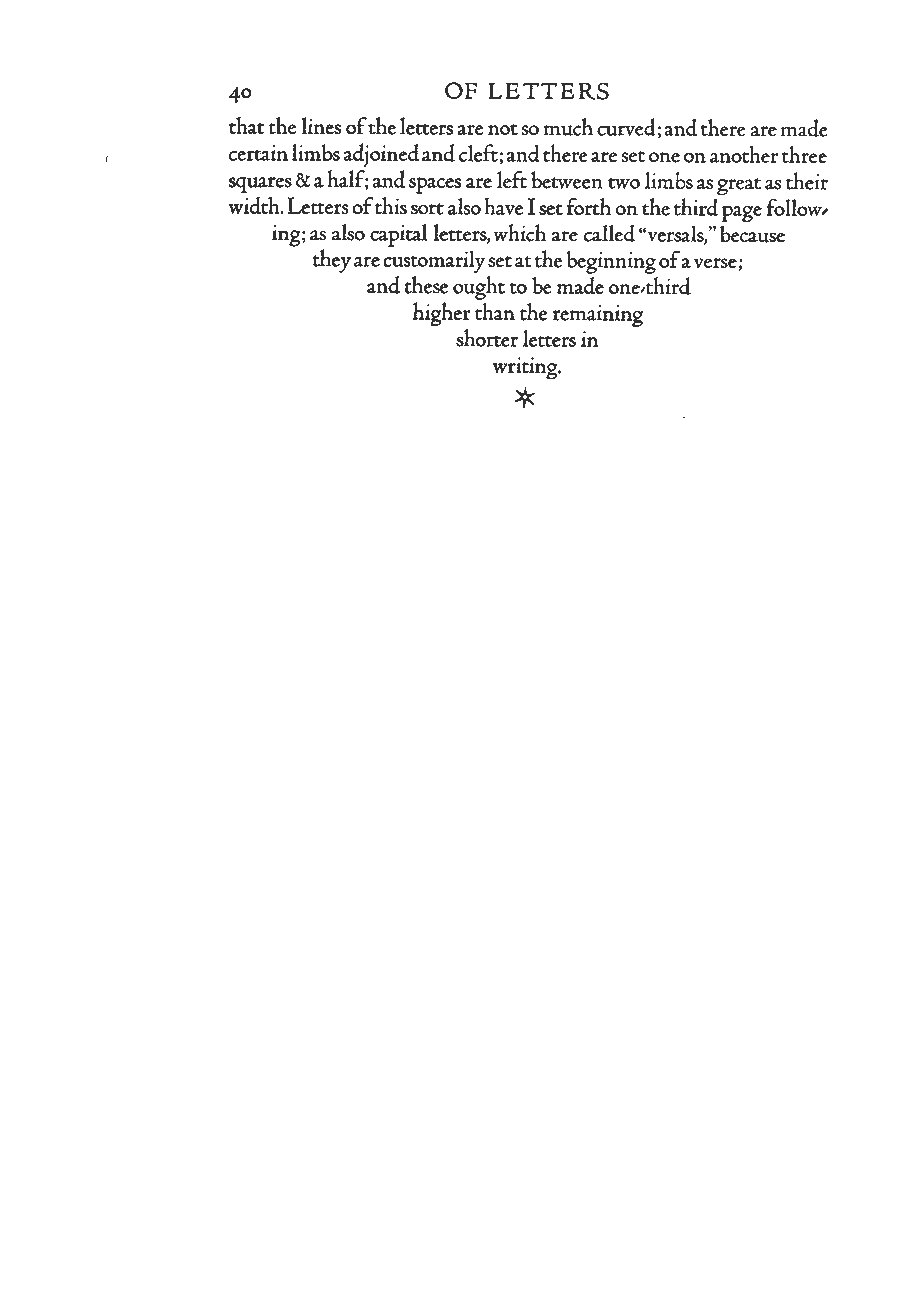 40 OF LETTERS
that the lines of the letters are not so much curved; and there are made
certain limbs adjoined and cleft; and there are set one on another three
squares & a half; and spaces are left between two limbs as great as their
width. Letters of this sort also have I set forth on the third page follow-
ing; as also capital letters, which are called “versals,” because
they are customarily set at the beginning of a verse;
and these ought to be made one-third
higher than the remaining
shorter letters in
writing.